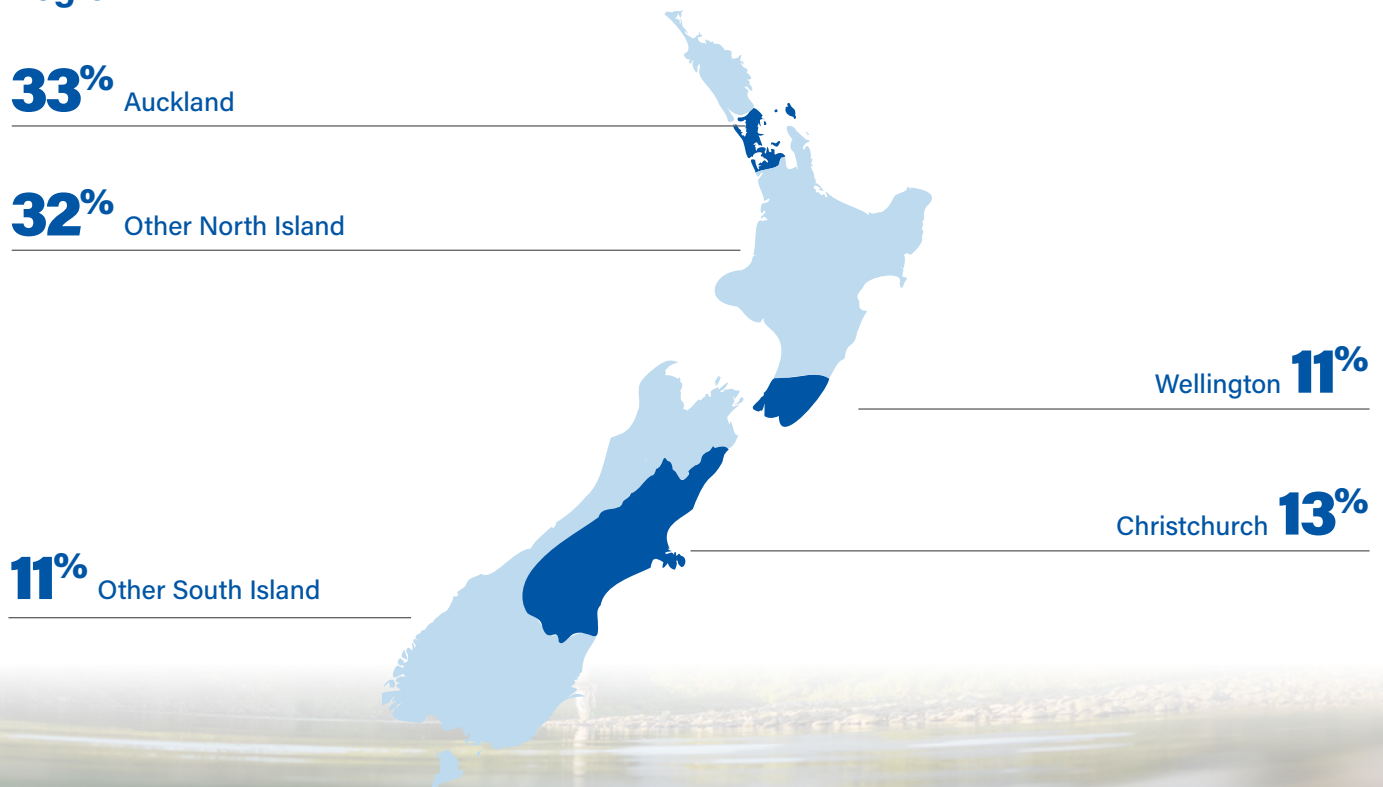 33% Auckland
32% Other North Island
Wellington 11%
Christchurch 13%
11% Other South Island